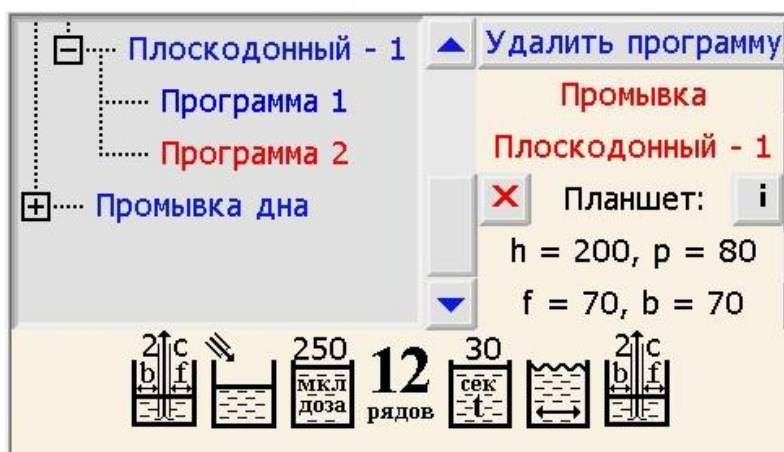 Плоскодонный - 1
Программа 1
Программа 2
Промывка дна
Удалить программу
Промывка
Плоскодонный - 1
Планшет: i
h = 200, p = 80
f = 70, b = 70
2 c 250 30 2 c
b f мкл 12 сек b f
доза рядов t